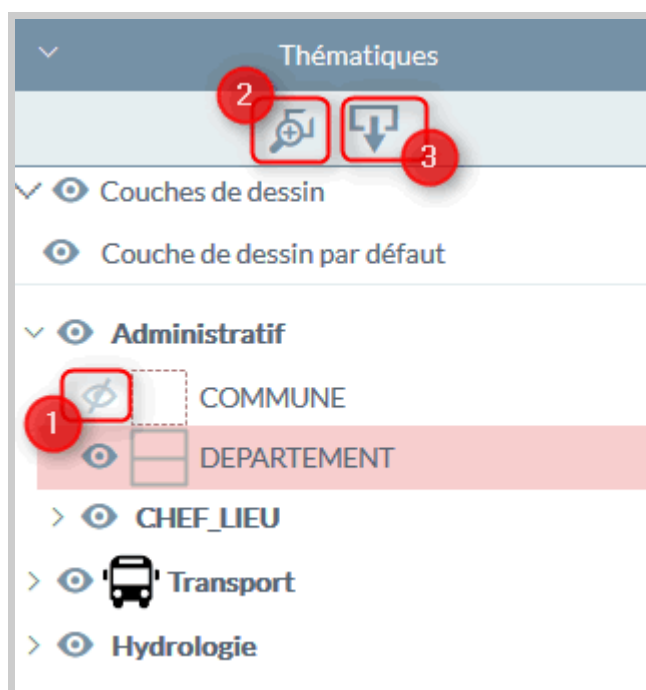 Thématiques
2
3
Couches de dessin
Couche de dessin par défaut
Administratif
1
COMMUNE
DEPARTEMENT
CHEF_LIEU
Transport
Hydrologie